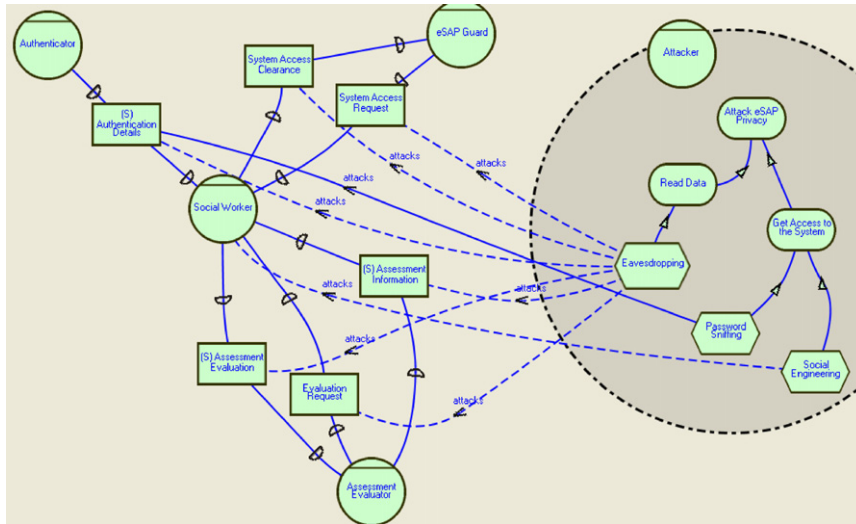 Authenticator
eSAP Guard
System Access
Clearance
Attacker
System Access
Request
(S)
Authentication
Details
Attack eSAP
Privacy
attacks
attacks
attacks
attacks
Read Data
Social Worker
attacks
Get Access to
the System
(S) Assessment
Information
Eavesdropping
attacks
attacks
Password
Sniffing
attacks
(S) Assessment
Evaluation
Social
Engineering
Evaluation
Request
attacks
Assessment
Evaluator